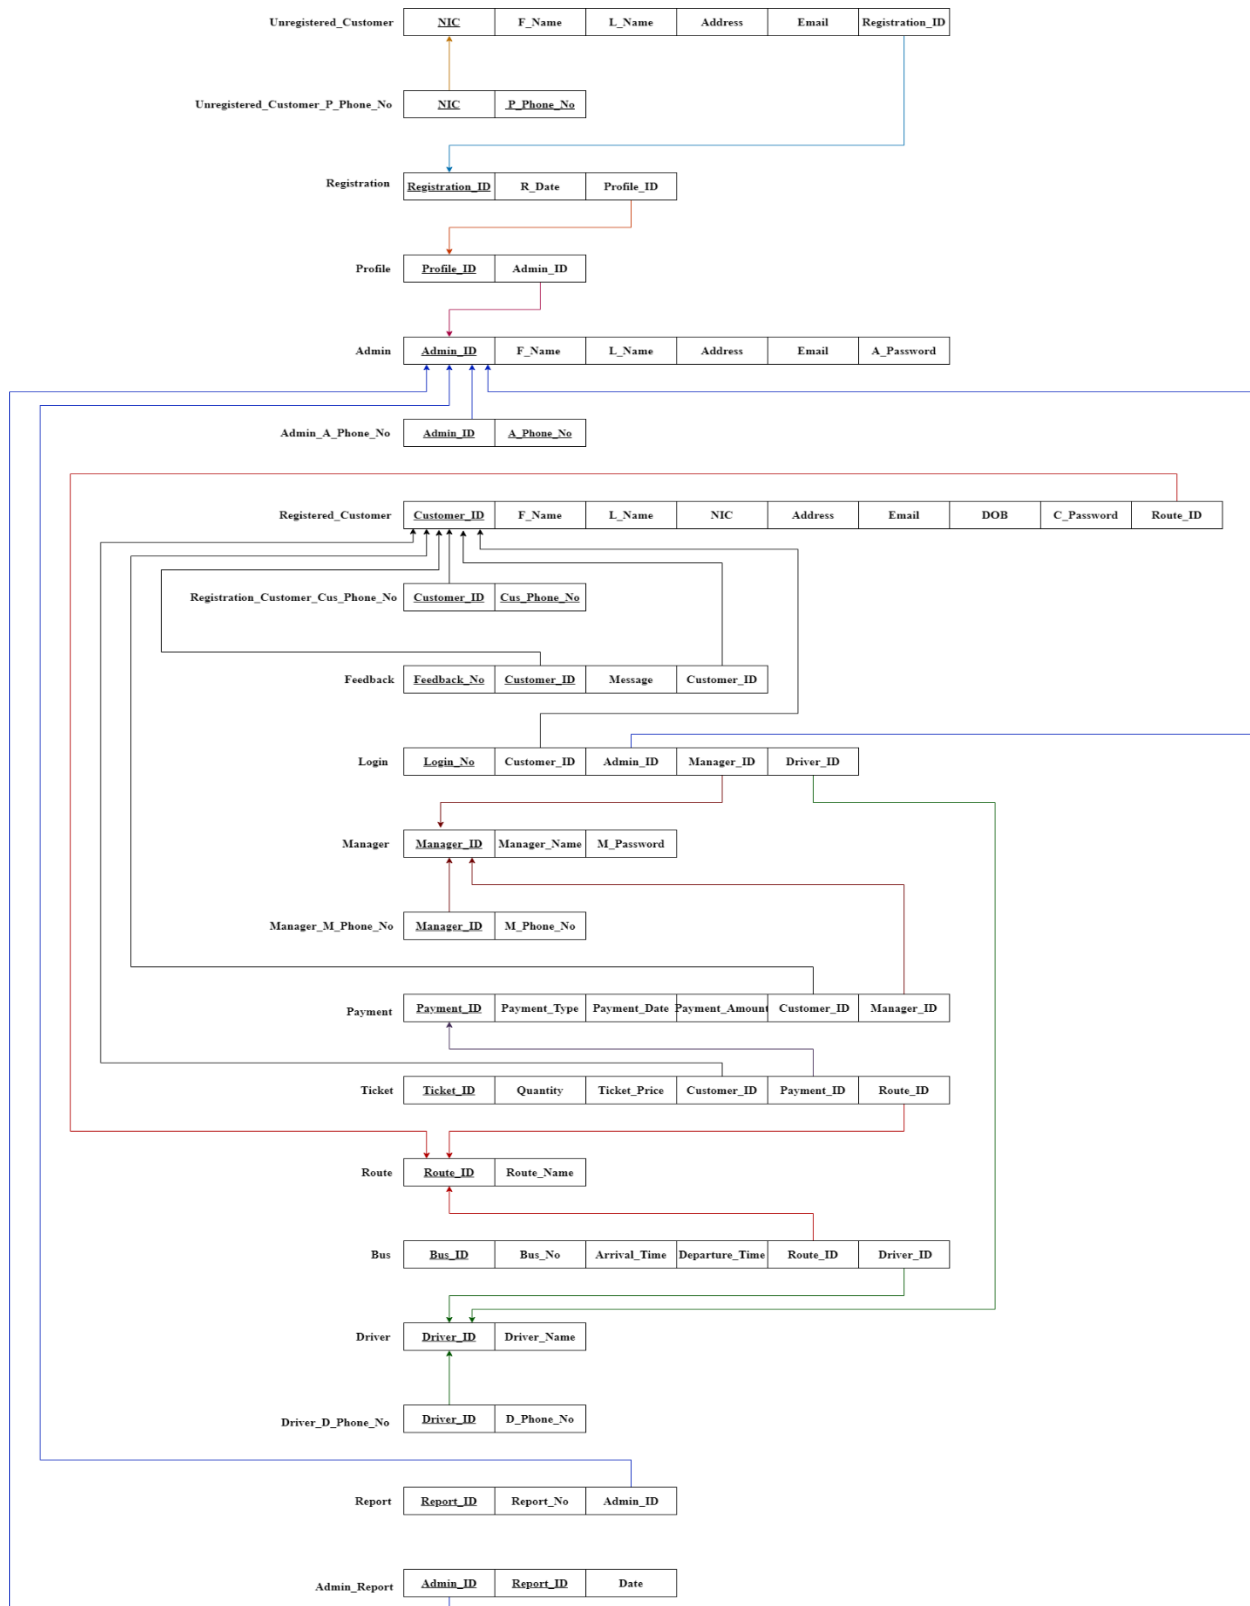 Unregistered_Customer NIC F_Name L_Name Address Email Registration_ID
Unregistered_Customer_P_Phone_No NIC P_Phone_No
Registration Registration_ID R_Date Profile_ID
Profile Profile_ID Admin_ID
Admin Admin_ID F_Name L_Name Address Email A_Password
Admin_A_Phone_No Admin_ID A_Phone_No
Registered_Customer Customer_ID F_Name L_Name NIC Address Email DOB C_Password Route_ID
Registration_Customer_Cus_Phone_No Customer_ID Cus_Phone_No
Feedback Feedback_No Customer_ID Message Customer_ID
Login Login_No Customer_ID Admin_ID Manager_ID Driver_ID
Manager Manager_ID Manager_Name M_Password
Manager_M_Phone_No Manager_ID M_Phone_No
Payment Payment_ID Payment_Type Payment_Date Payment_Amount Customer_ID Manager_ID
Ticket Ticket_ID Quantity Ticket_Price Customer_ID Payment_ID Route_ID
Route Route_ID Route_Name
Bus Bus_ID Bus_No Arrival_Time Departure_Time Route_ID Driver_ID
Driver Driver_ID Driver_Name
Driver_D_Phone_No Driver_ID D_Phone_No
Report Report_ID Report_No Admin_ID
Admin_Report Admin_ID Report_ID Date